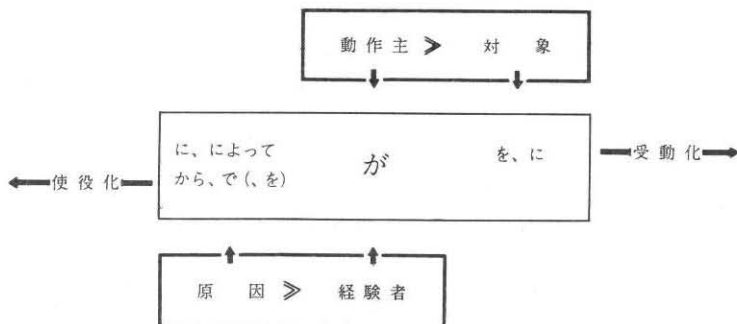 動作主 ≫ 対象
に、によって
から、で(、を)
が
を、に
使役化
受動化
原因 ≫ 経験者